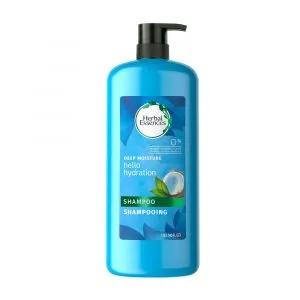 Herbal
Essences
DEEP MOISTURE
hello
hydration
SHAMPOO
SHAMPOOING